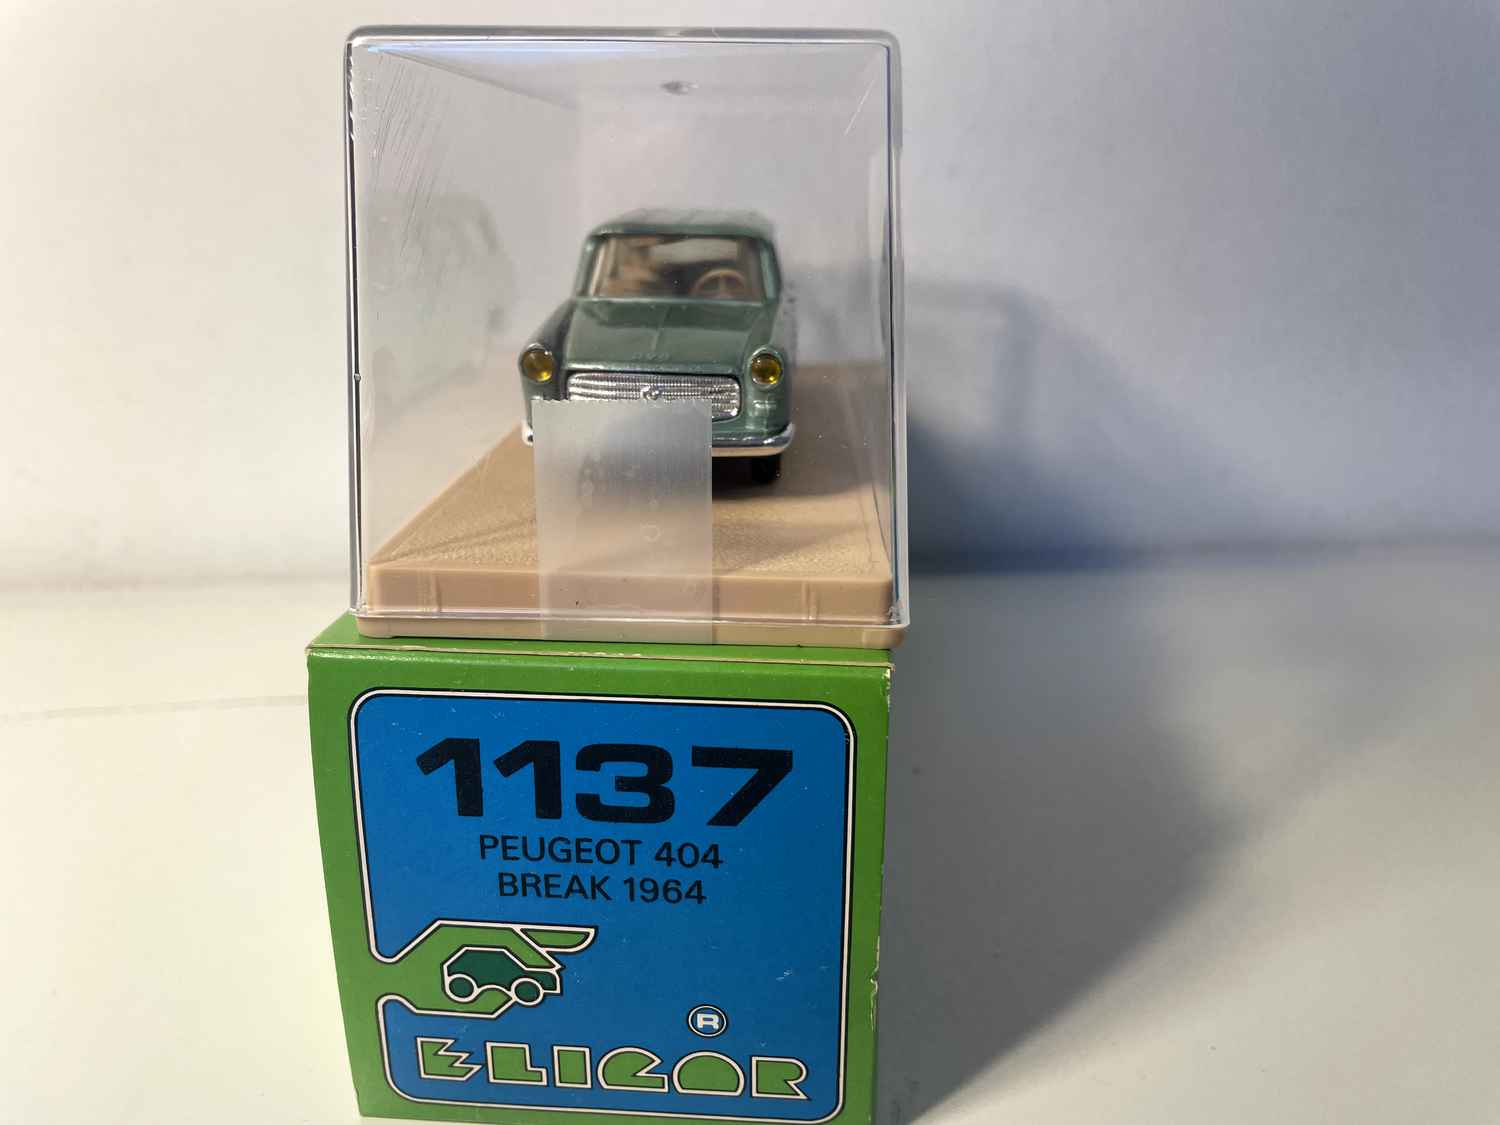 1137
PEUGEOT 404
BREAK 1964
R
ELIGOR